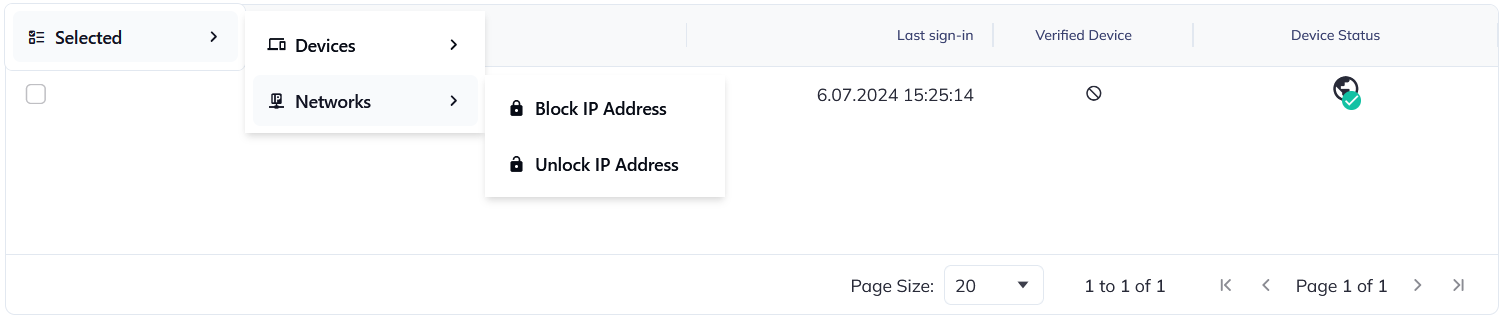 Selected
Devices
Networks
Block IP Address
Unlock IP Address
Last sign-in
Verified Device
Device Status
6.07.2024 15:25:14
Page Size: 20
1 to 1 of 1
Page 1 of 1